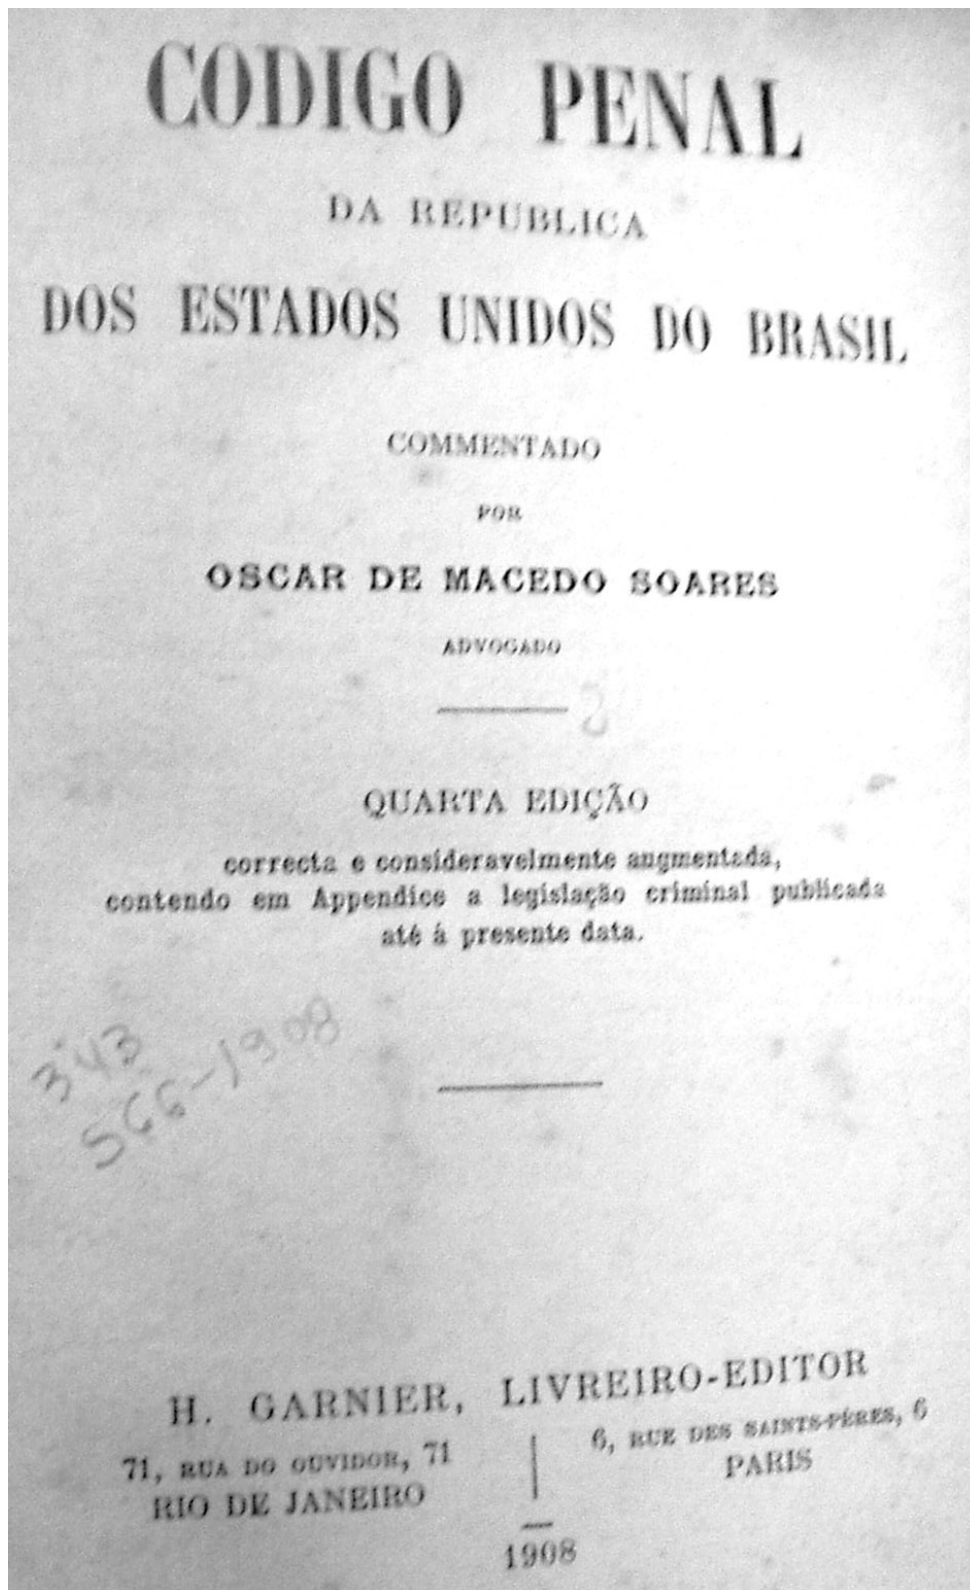 CODIGO PENAL
DA REPUBLICA
DOS ESTADOS UNIDOS DO BRASIL
COMMENTADO
POR
OSCAR DE MACEDO SOARES
ADVOGADO
QUARTA EDIÇÃO
correcta e consideravelmente augmentada,
contendo em Appendice a legislação criminal publicada
até á presente data.
343
S66-1908
H. GARNIER, LIVREIRO-EDITOR
71, RUA DO OUVIDOR, 71
RIO DE JANEIRO
6, RUE DES SAINTS-PÉRES, 6
PARIS
1908